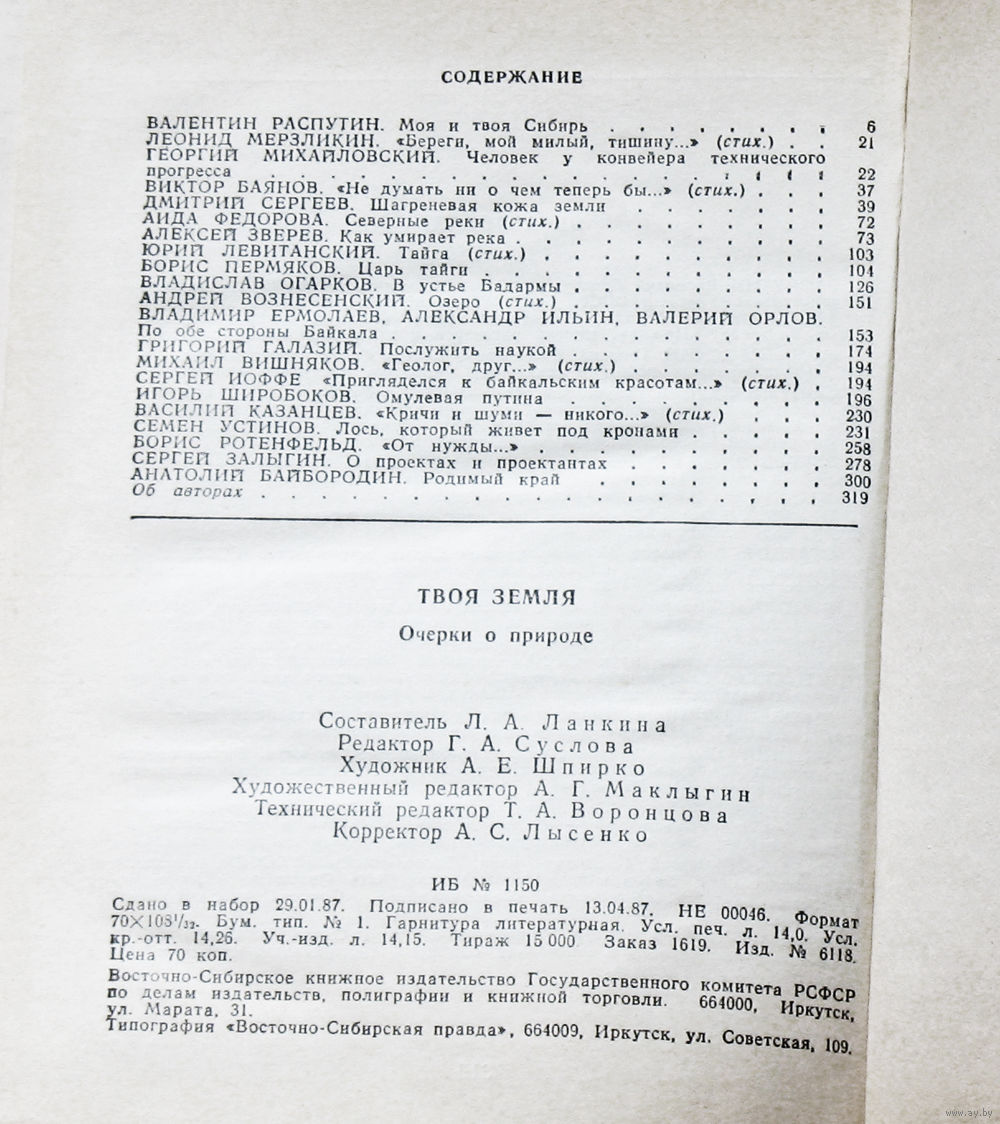 СОДЕРЖАНИЕ
ВАЛЕНТИН РАСПУТИН. Моя и твоя Сибирь . . . . . . . . 6
ЛЕОНИД МЕРЗЛИКИН. «Береги, мой милый, тишину...» (стих.) . . 21
ГЕОРГИЙ МИХАЙЛОВСКИЙ. Человек у конвейера технического
прогресса . . . . . . . . . . . . . . . . . . 22
ВИКТОР БАЯНОВ. «Не думать ни о чем теперь бы...» (стих.) . . . 37
ДМИТРИЙ СЕРГЕЕВ. Шагреневая кожа земли . . . . . . . 39
АИДА ФЕДОРОВА. Северные реки (стих.) . . . . . . . . . 72
АЛЕКСЕЙ ЗВЕРЕВ. Как умирает река . . . . . . . . . . 73
ЮРИЙ ЛЕВИТАНСКИЙ. Тайга (стих.) . . . . . . . . . . 103
БОРИС ПЕРМЯКОВ. Царь тайги . . . . . . . . . . . . 104
ВЛАДИСЛАВ ОГАРКОВ. В устье Бадармы . . . . . . . . . 126
АНДРЕЙ ВОЗНЕСЕНСКИЙ. Озеро (стих.) . . . . . . . . . 151
ВЛАДИМИР ЕРМОЛАЕВ, АЛЕКСАНДР ИЛЬИН, ВАЛЕРИЙ ОРЛОВ.
По обе стороны Байкала . . . . . . . . . . . . . . . 153
ГРИГОРИЙ ГАЛАЗИЙ. Послужить наукой . . . . . . . . . 174
МИХАИЛ ВИШНЯКОВ. «Геолог, друг...» (стих.) . . . . . . 194
СЕРГЕЙ ИОФФЕ «Пригляделся к байкальским красотам...» (стих.) . 194
ИГОРЬ ШИРОБОКОВ. Омулевая путина . . . . . . . . . 196
ВАСИЛИЙ КАЗАНЦЕВ. «Кричи и шуми — никого...» (стих.) . . . 230
СЕМЕН УСТИНОВ. Лось, который живет под кронами . . . . . 231
БОРИС РОТЕНФЕЛЬД. «От нужды...» . . . . . . . . . . 258
СЕРГЕЙ ЗАЛЫГИН. О проектах и проектантах . . . . . . . 278
АНАТОЛИЙ БАЙБОРОДИН. Родимый край . . . . . . . . 300
Об авторах . . . . . . . . . . . . . . . . . . 319
ТВОЯ ЗЕМЛЯ
Очерки о природе
Составитель Л. А. Ланкина
Редактор Г. А. Суслова
Художник А. Е. Шпирко
Художественный редактор А. Г. Маклыгин
Технический редактор Т. А. Воронцова
Корректор А. С. Лысенко
ИБ № 1150
Сдано в набор 29.01.87. Подписано в печать 13.04.87. НЕ 00046. Формат
70×108¹/₃₂. Бум. тип. № 1. Гарнитура литературная. Усл. печ. л. 14,0. Усл.
кр.-отт. 14,26. Уч.-изд. л. 14,15. Тираж 15 000 Заказ 1619. Изд. № 6118.
Цена 70 коп.
Восточно-Сибирское книжное издательство Государственного комитета РСФСР
по делам издательств, полиграфии и книжной торговли. 664000, Иркутск,
ул. Марата, 31.
Типография «Восточно-Сибирская правда», 664009, Иркутск, ул. Советская, 109.
www.ay.by